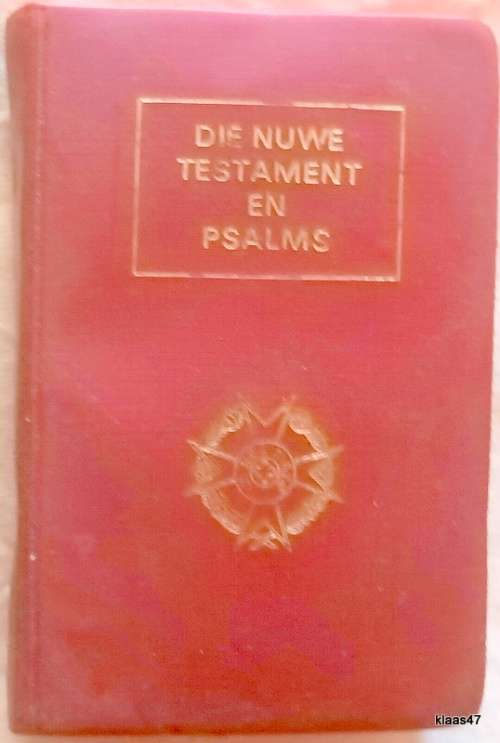 DIE NUWE
TESTAMENT
EN
PSALMS
klaas47